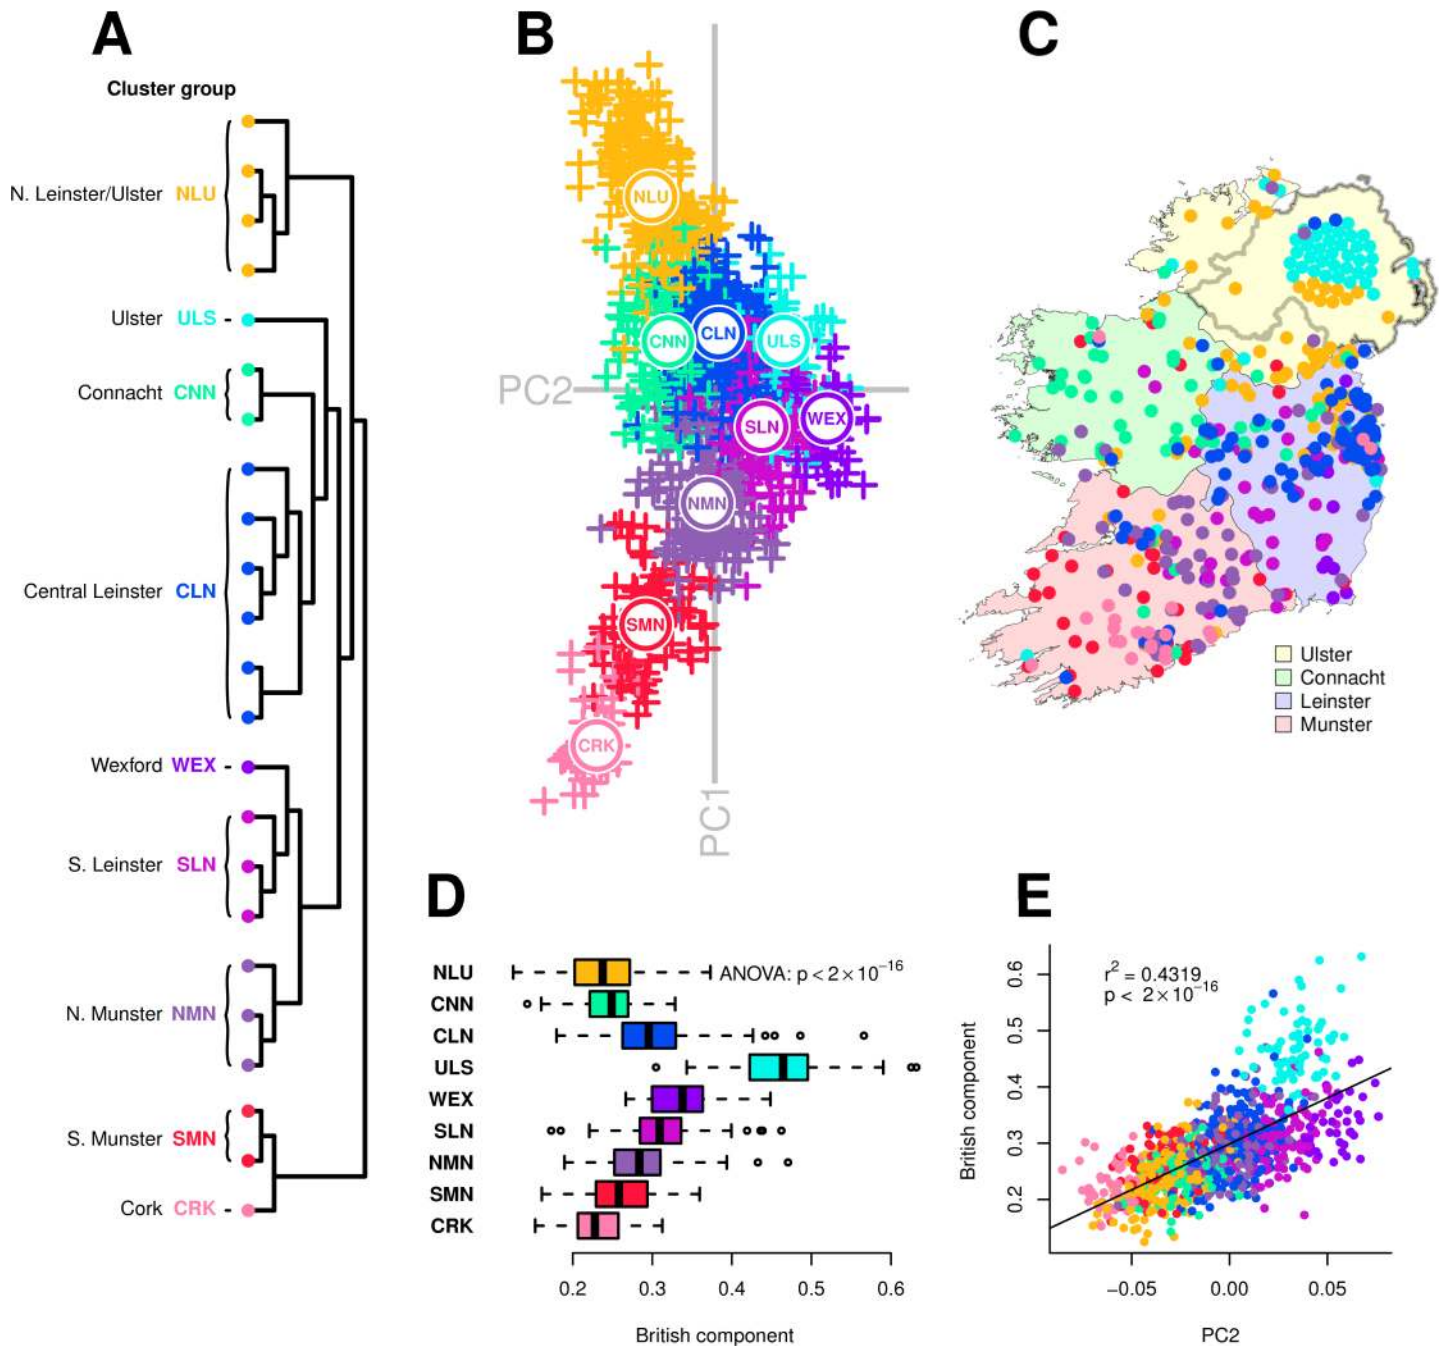 A
Cluster group
N. Leinster/Ulster NLU
Ulster ULS -
Connacht CNN
Central Leinster CLN
Wexford WEX -
S. Leinster SLN
N. Munster NMN
S. Munster SMN
Cork CRK -
B
NLU
CNN
CLN
ULS
PC2
SLN
WEX
NMN
SMN
CRK
PC1
C
Ulster
Connacht
Leinster
Munster
D
NLU
ANOVA: p < 2×10⁻¹⁶
CNN
CLN
ULS
WEX
SLN
NMN
SMN
CRK
0.2 0.3 0.4 0.5 0.6
British component
E
r² = 0.4319
p < 2×10⁻¹⁶
0.6
0.5
0.4
0.3
0.2
British component
−0.05 0.00 0.05
PC2